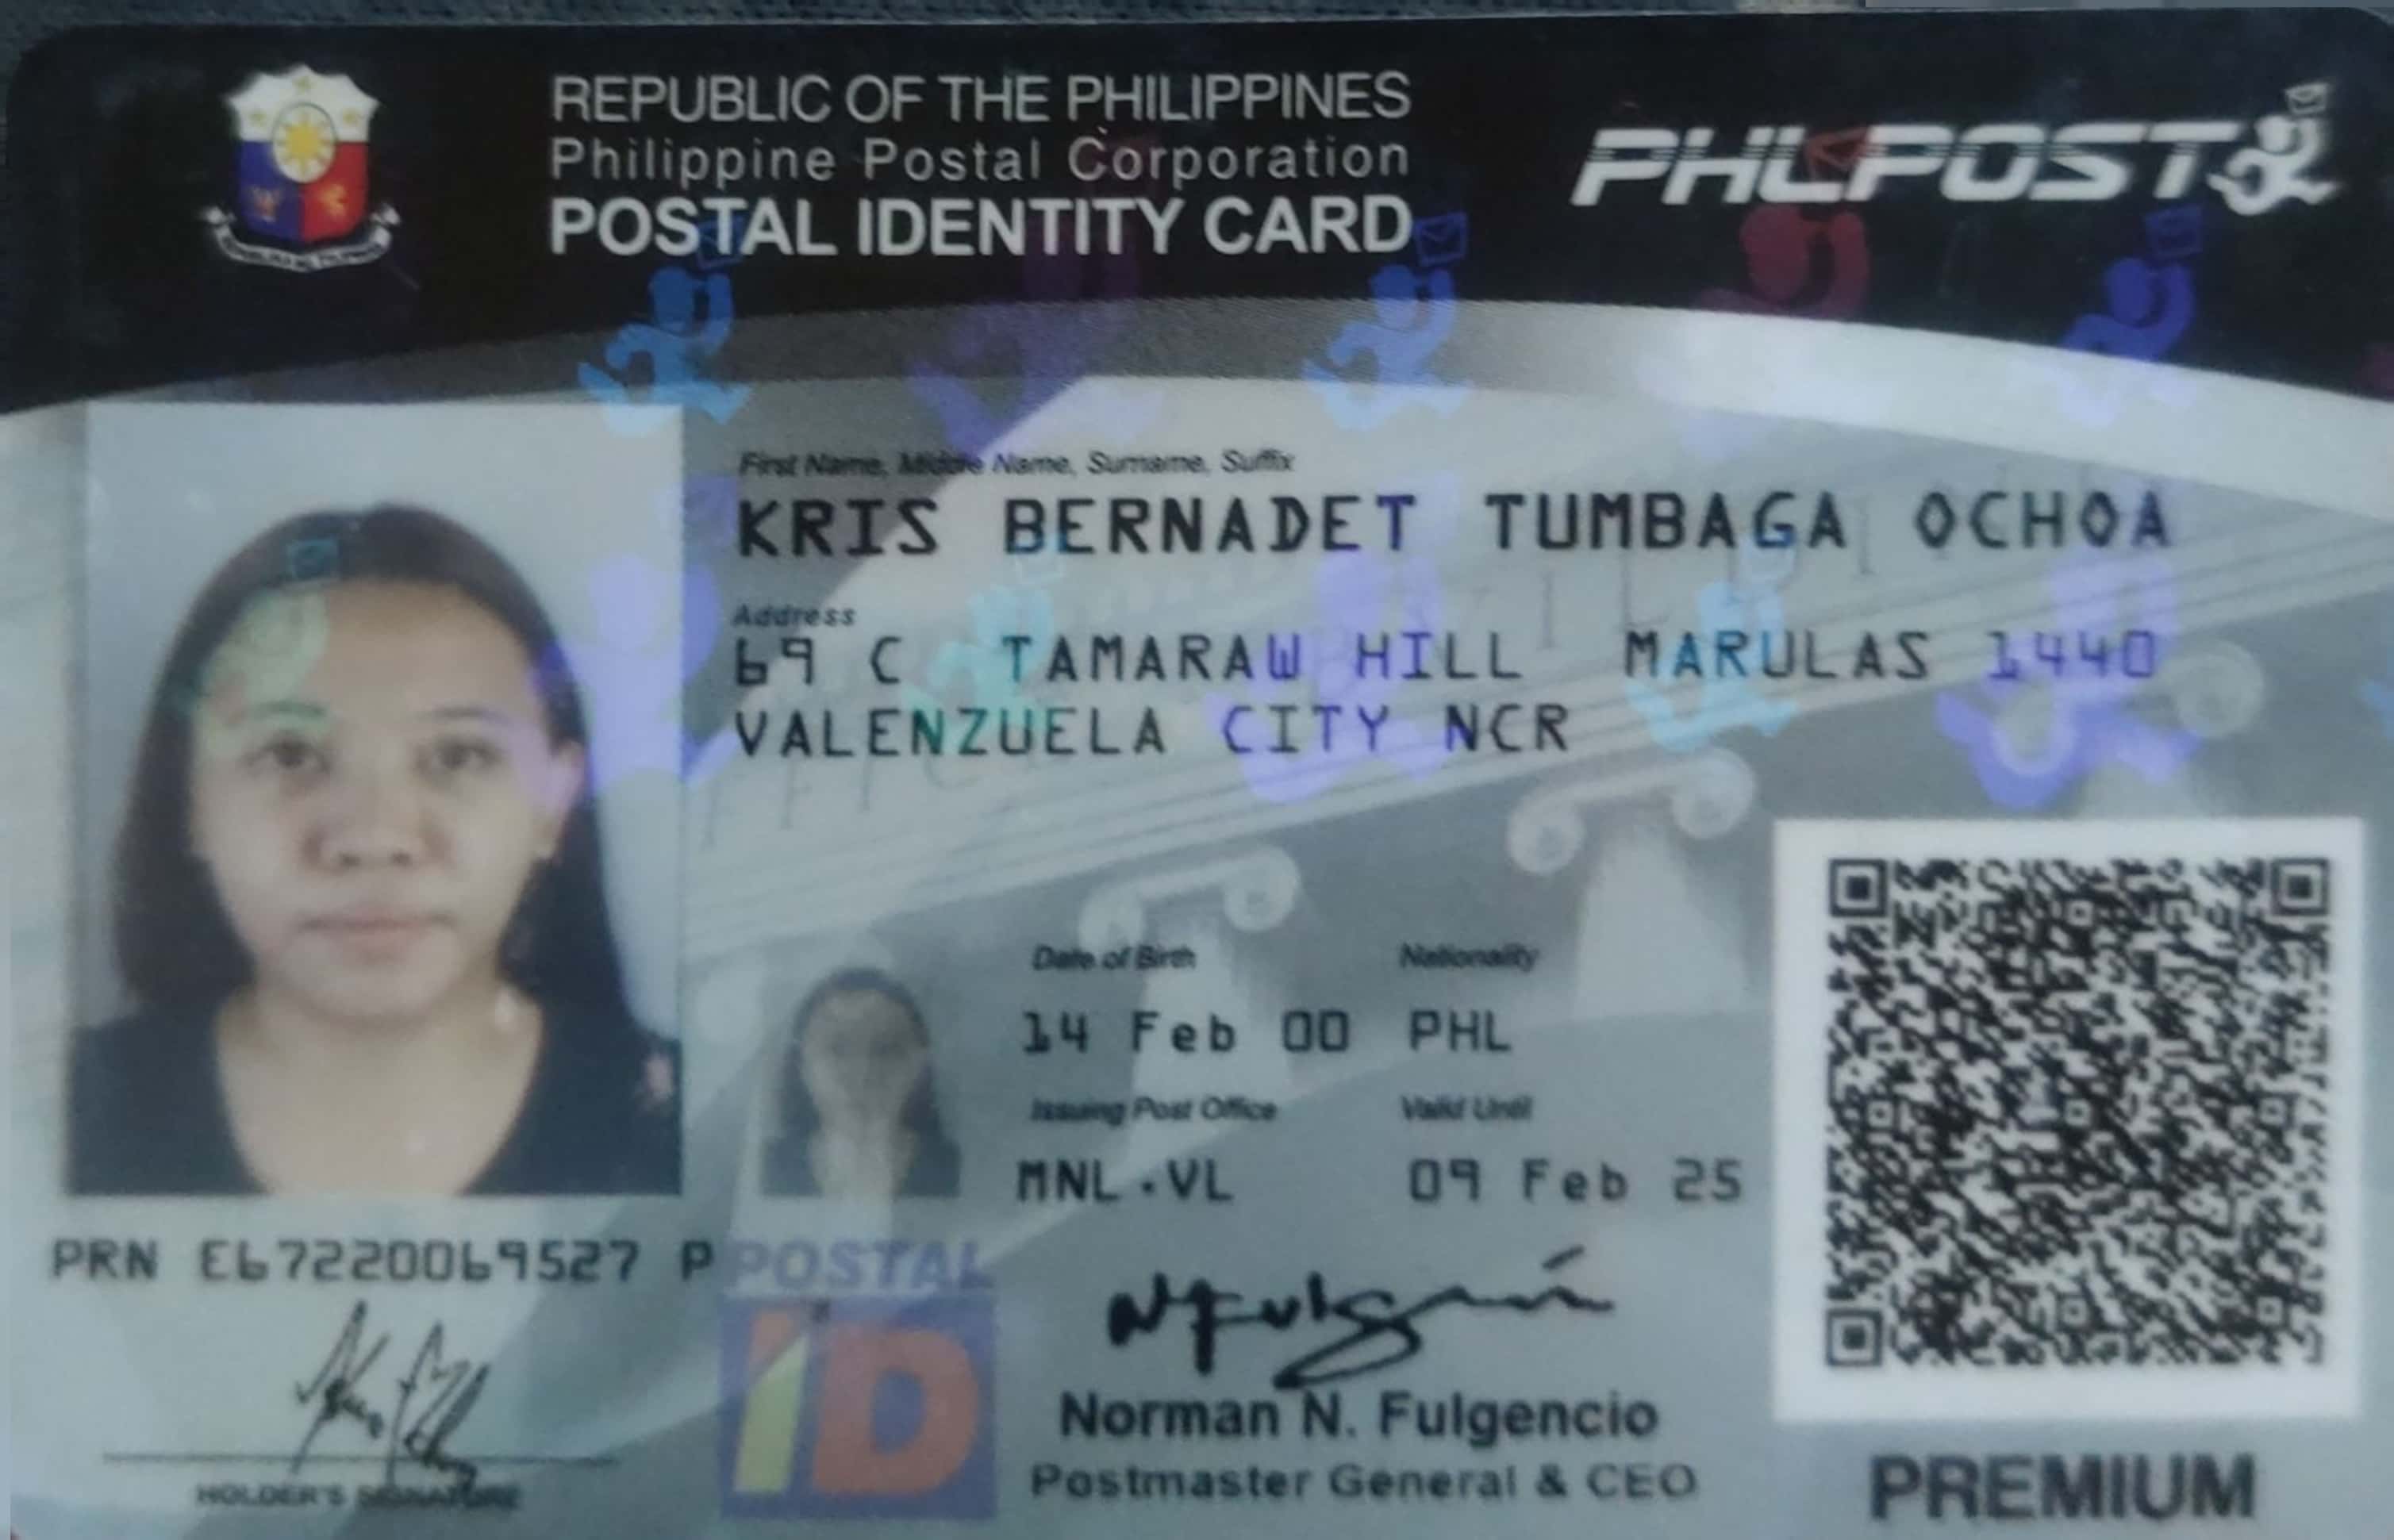 REPUBLIC OF THE PHILIPPINES
Philippine Postal Corporation
POSTAL IDENTITY CARD
PHLPOST
First Name, Middle Name, Surname, Suffix
KRIS BERNADET TUMBAGA OCHOA
Address
69 C TAMARAW HILL MARULAS 1440
VALENZUELA CITY NCR
Date of Birth Nationality
14 Feb 00 PHL
Issuing Post Office Valid Until
MNL.VL 09 Feb 25
PRN E67220069527 P
POSTAL
iD
HOLDER'S SIGNATURE
Norman N. Fulgencio
Postmaster General & CEO
PREMIUM